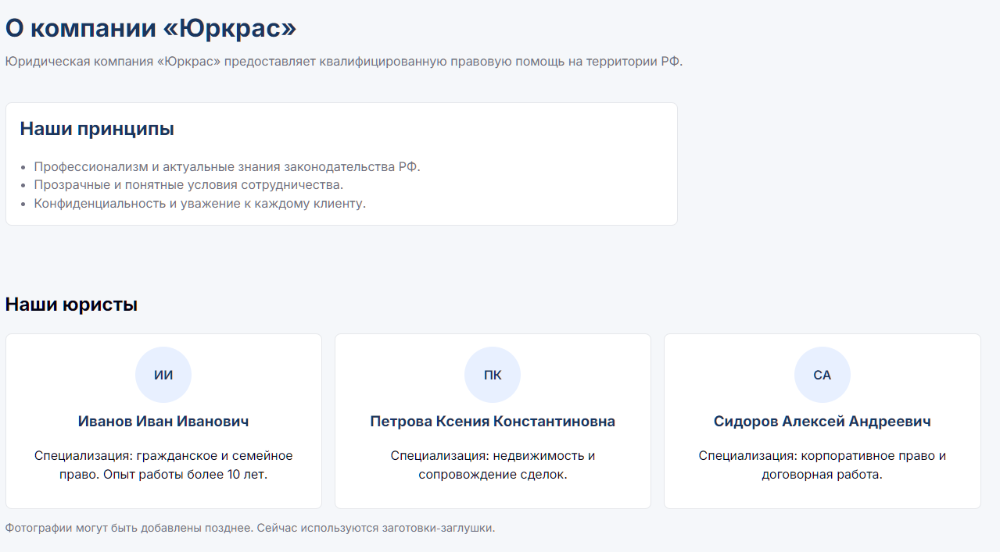 О компании «Юркрас»
Юридическая компания «Юркрас» предоставляет квалифицированную правовую помощь на территории РФ.
Наши принципы
• Профессионализм и актуальные знания законодательства РФ.
• Прозрачные и понятные условия сотрудничества.
• Конфиденциальность и уважение к каждому клиенту.
Наши юристы
ИИ
Иванов Иван Иванович
Специализация: гражданское и семейное
право. Опыт работы более 10 лет.
ПК
Петрова Ксения Константиновна
Специализация: недвижимость и
сопровождение сделок.
СА
Сидоров Алексей Андреевич
Специализация: корпоративное право и
договорная работа.
Фотографии могут быть добавлены позднее. Сейчас используются заготовки-заглушки.